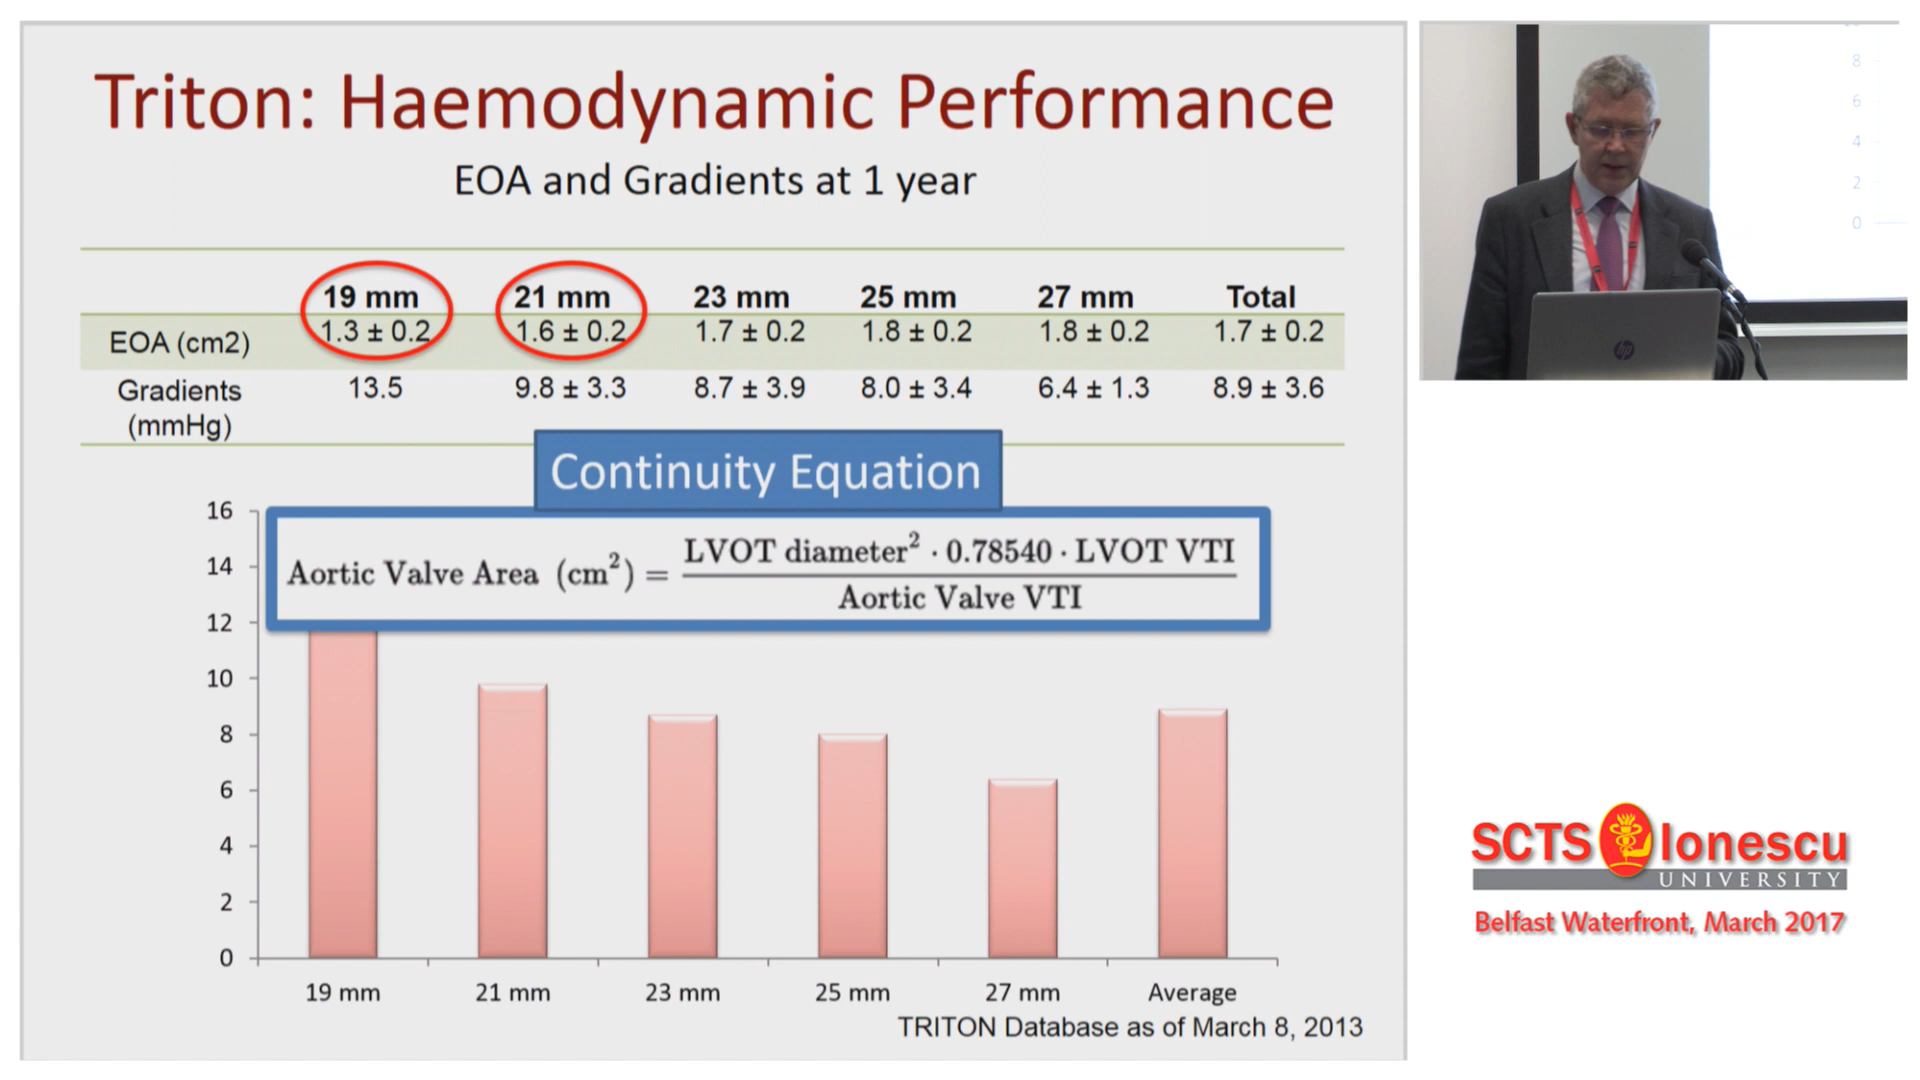 Triton: Haemodynamic Performance
EOA and Gradients at 1 year
19 mm 21 mm 23 mm 25 mm 27 mm Total
EOA (cm2) 1.3 ± 0.2 1.6 ± 0.2 1.7 ± 0.2 1.8 ± 0.2 1.8 ± 0.2 1.7 ± 0.2
Gradients (mmHg) 13.5 9.8 ± 3.3 8.7 ± 3.9 8.0 ± 3.4 6.4 ± 1.3 8.9 ± 3.6
Continuity Equation
Aortic Valve Area (cm²) = LVOT diameter² · 0.78540 · LVOT VTI
Aortic Valve VTI
16
14
12
10
8
6
4
2
0
19 mm 21 mm 23 mm 25 mm 27 mm Average
TRITON Database as of March 8, 2013
8
6
4
2
0
hp
SCTS Ionescu
UNIVERSITY
Belfast Waterfront, March 2017